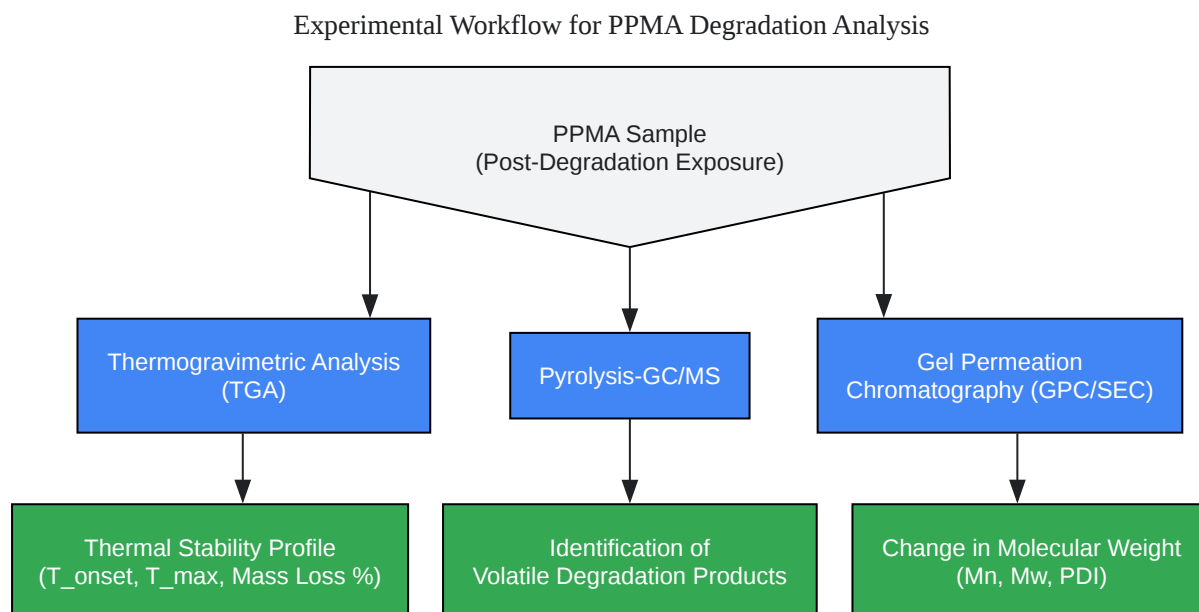 Experimental Workflow for PPMA Degradation Analysis
PPMA Sample
(Post-Degradation Exposure)
Thermogravimetric Analysis
(TGA)
Pyrolysis-GC/MS
Gel Permeation
Chromatography (GPC/SEC)
Thermal Stability Profile
(T_onset, T_max, Mass Loss %)
Identification of
Volatile Degradation Products
Change in Molecular Weight
(Mn, Mw, PDI)